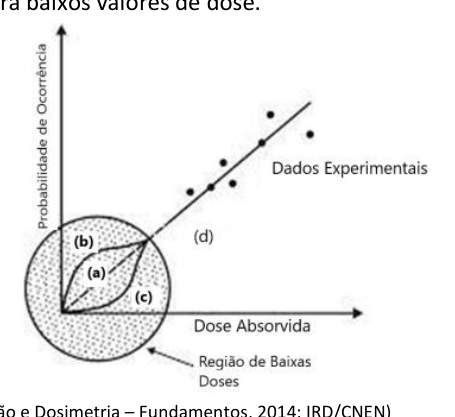 ra baixos valores de dose.
Probabilidade de Ocorrência
Dados Experimentais
(b)
(d)
(a)
(c)
Dose Absorvida
Região de Baixas
Doses
ão e Dosimetria – Fundamentos, 2014; IRD/CNEN)